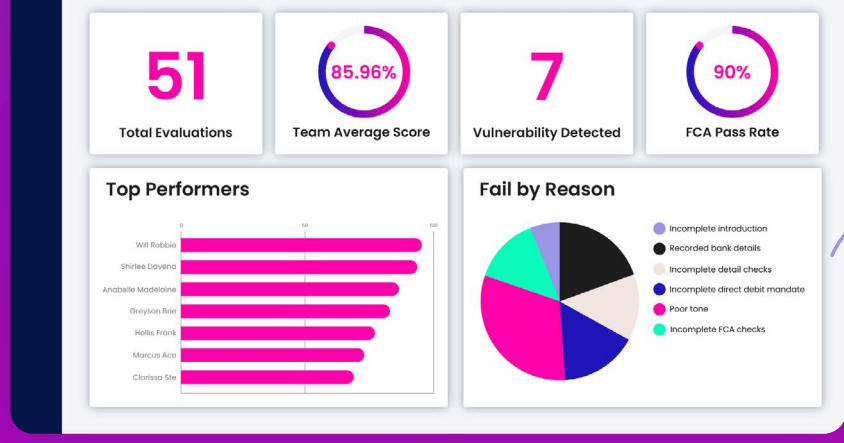 51
Total Evaluations
85.96%
Team Average Score
7
Vulnerability Detected
90%
FCA Pass Rate
Top Performers
0 50 100
Will Robbie
Shirlee Davena
Anabelle Madelaine
Greyson Brie
Hollis Frank
Marcus Ace
Clarissa Ste
Fail by Reason
Incomplete introduction
Recorded bank details
Incomplete detail checks
Incomplete direct debit mandate
Poor tone
Incomplete FCA checks